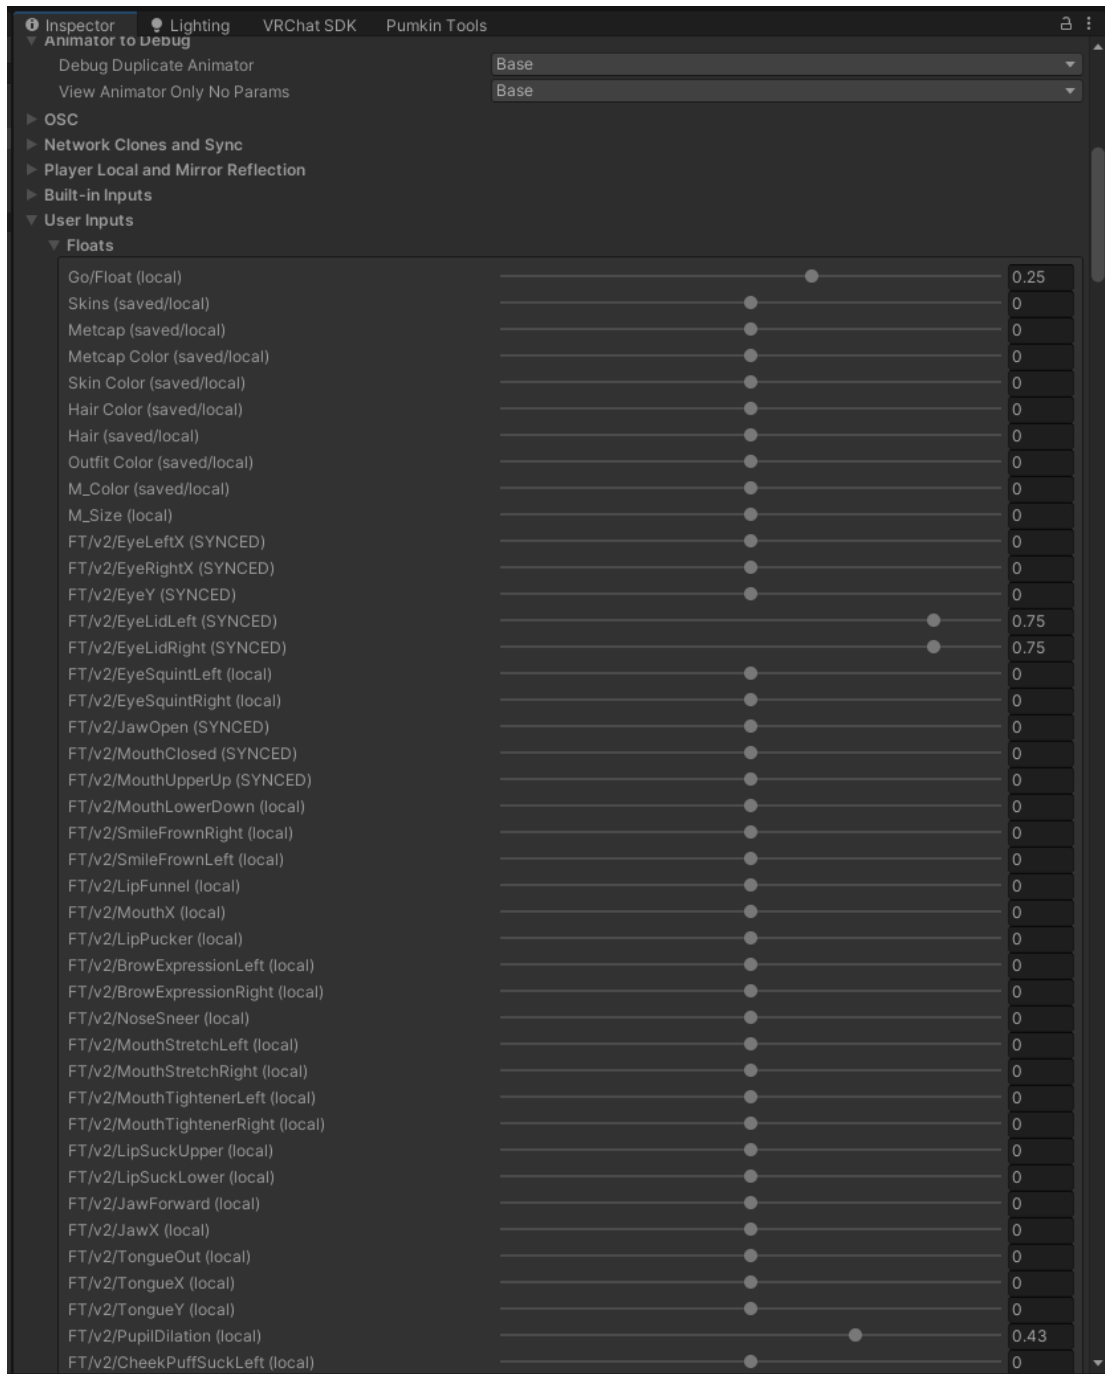 Inspector Lighting VRChat SDK Pumkin Tools
Animator to Debug
Debug Duplicate Animator Base
View Animator Only No Params Base
OSC
Network Clones and Sync
Player Local and Mirror Reflection
Built-in Inputs
User Inputs
Floats
Go/Float (local) 0.25
Skins (saved/local) 0
Metcap (saved/local) 0
Metcap Color (saved/local) 0
Skin Color (saved/local) 0
Hair Color (saved/local) 0
Hair (saved/local) 0
Outfit Color (saved/local) 0
M_Color (saved/local) 0
M_Size (local) 0
FT/v2/EyeLeftX (SYNCED) 0
FT/v2/EyeRightX (SYNCED) 0
FT/v2/EyeY (SYNCED) 0
FT/v2/EyeLidLeft (SYNCED) 0.75
FT/v2/EyeLidRight (SYNCED) 0.75
FT/v2/EyeSquintLeft (local) 0
FT/v2/EyeSquintRight (local) 0
FT/v2/JawOpen (SYNCED) 0
FT/v2/MouthClosed (SYNCED) 0
FT/v2/MouthUpperUp (SYNCED) 0
FT/v2/MouthLowerDown (local) 0
FT/v2/SmileFrownRight (local) 0
FT/v2/SmileFrownLeft (local) 0
FT/v2/LipFunnel (local) 0
FT/v2/MouthX (local) 0
FT/v2/LipPucker (local) 0
FT/v2/BrowExpressionLeft (local) 0
FT/v2/BrowExpressionRight (local) 0
FT/v2/NoseSneer (local) 0
FT/v2/MouthStretchLeft (local) 0
FT/v2/MouthStretchRight (local) 0
FT/v2/MouthTightenerLeft (local) 0
FT/v2/MouthTightenerRight (local) 0
FT/v2/LipSuckUpper (local) 0
FT/v2/LipSuckLower (local) 0
FT/v2/JawForward (local) 0
FT/v2/JawX (local) 0
FT/v2/TongueOut (local) 0
FT/v2/TongueX (local) 0
FT/v2/TongueY (local) 0
FT/v2/PupilDilation (local) 0.43
FT/v2/CheekPuffSuckLeft (local) 0